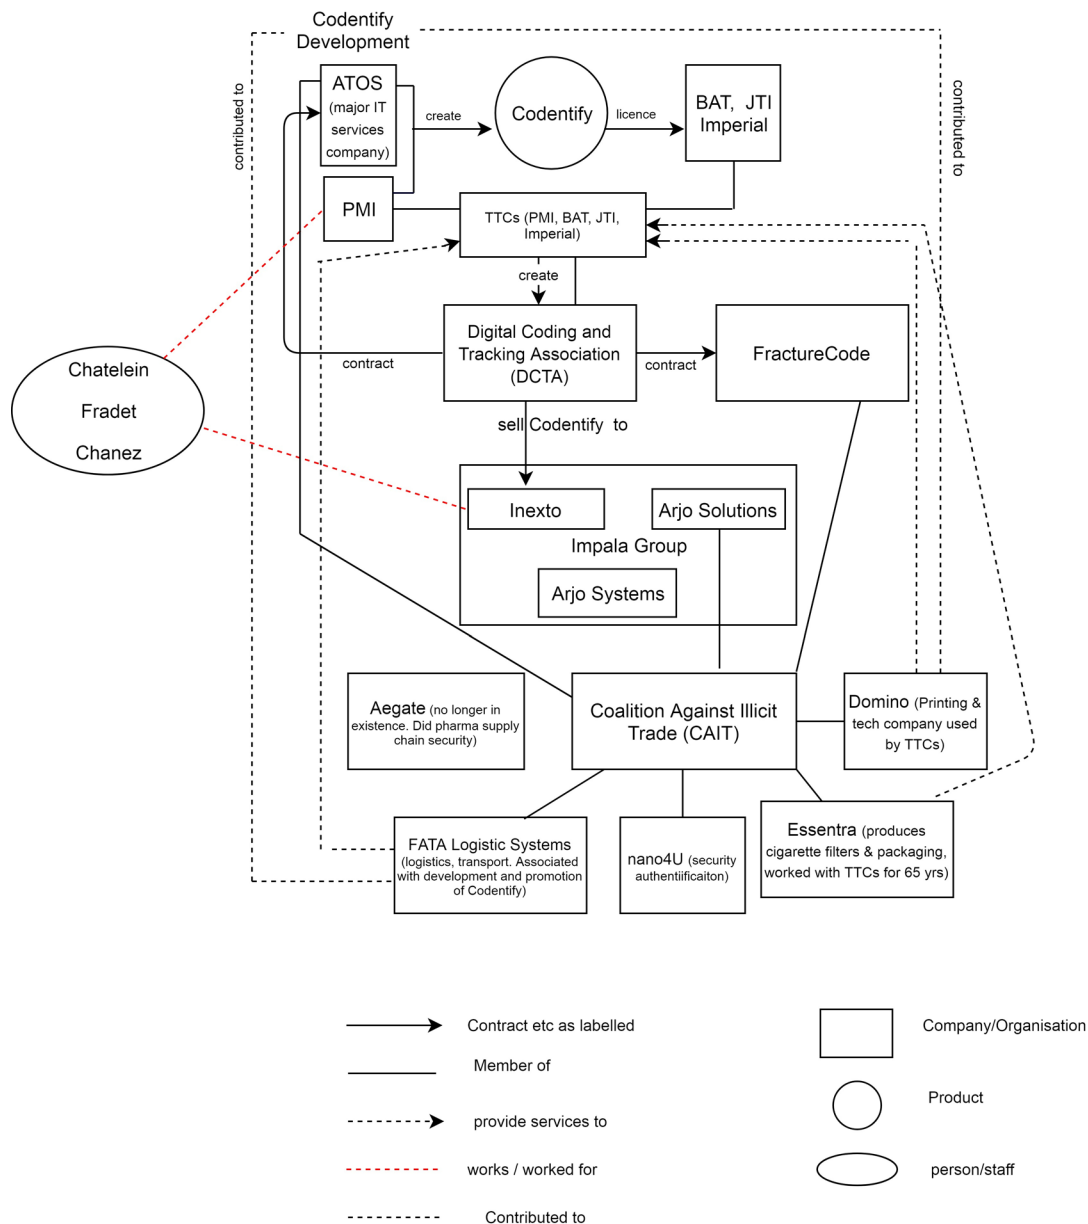 Codentify
Development
contributed to
contributed to
ATOS
(major IT
services
company)
create
Codentify
licence
BAT, JTI
Imperial
PMI
TTCs (PMI, BAT, JTI,
Imperial)
create
Digital Coding and
Tracking Association
(DCTA)
contract
contract
FractureCode
Chatelein
Fradet
Chanez
sell Codentify to
Inexto
Arjo Solutions
Impala Group
Arjo Systems
Aegate (no longer in
existence. Did pharma supply
chain security)
Coalition Against Illicit
Trade (CAIT)
Domino (Printing &
tech company used
by TTCs)
FATA Logistic Systems
(logistics, transport. Associated
with development and promotion
of Codentify)
nano4U (security
authentiificaiton)
Essentra (produces
cigarette filters & packaging,
worked with TTCs for 65 yrs)
Contract etc as labelled
Member of
provide services to
works / worked for
Contributed to
Company/Organisation
Product
person/staff